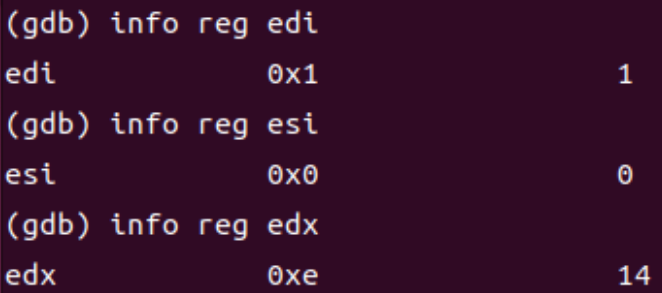 (gdb) info reg edi
edi 0x1 1
(gdb) info reg esi
esi 0x0 0
(gdb) info reg edx
edx 0xe 14